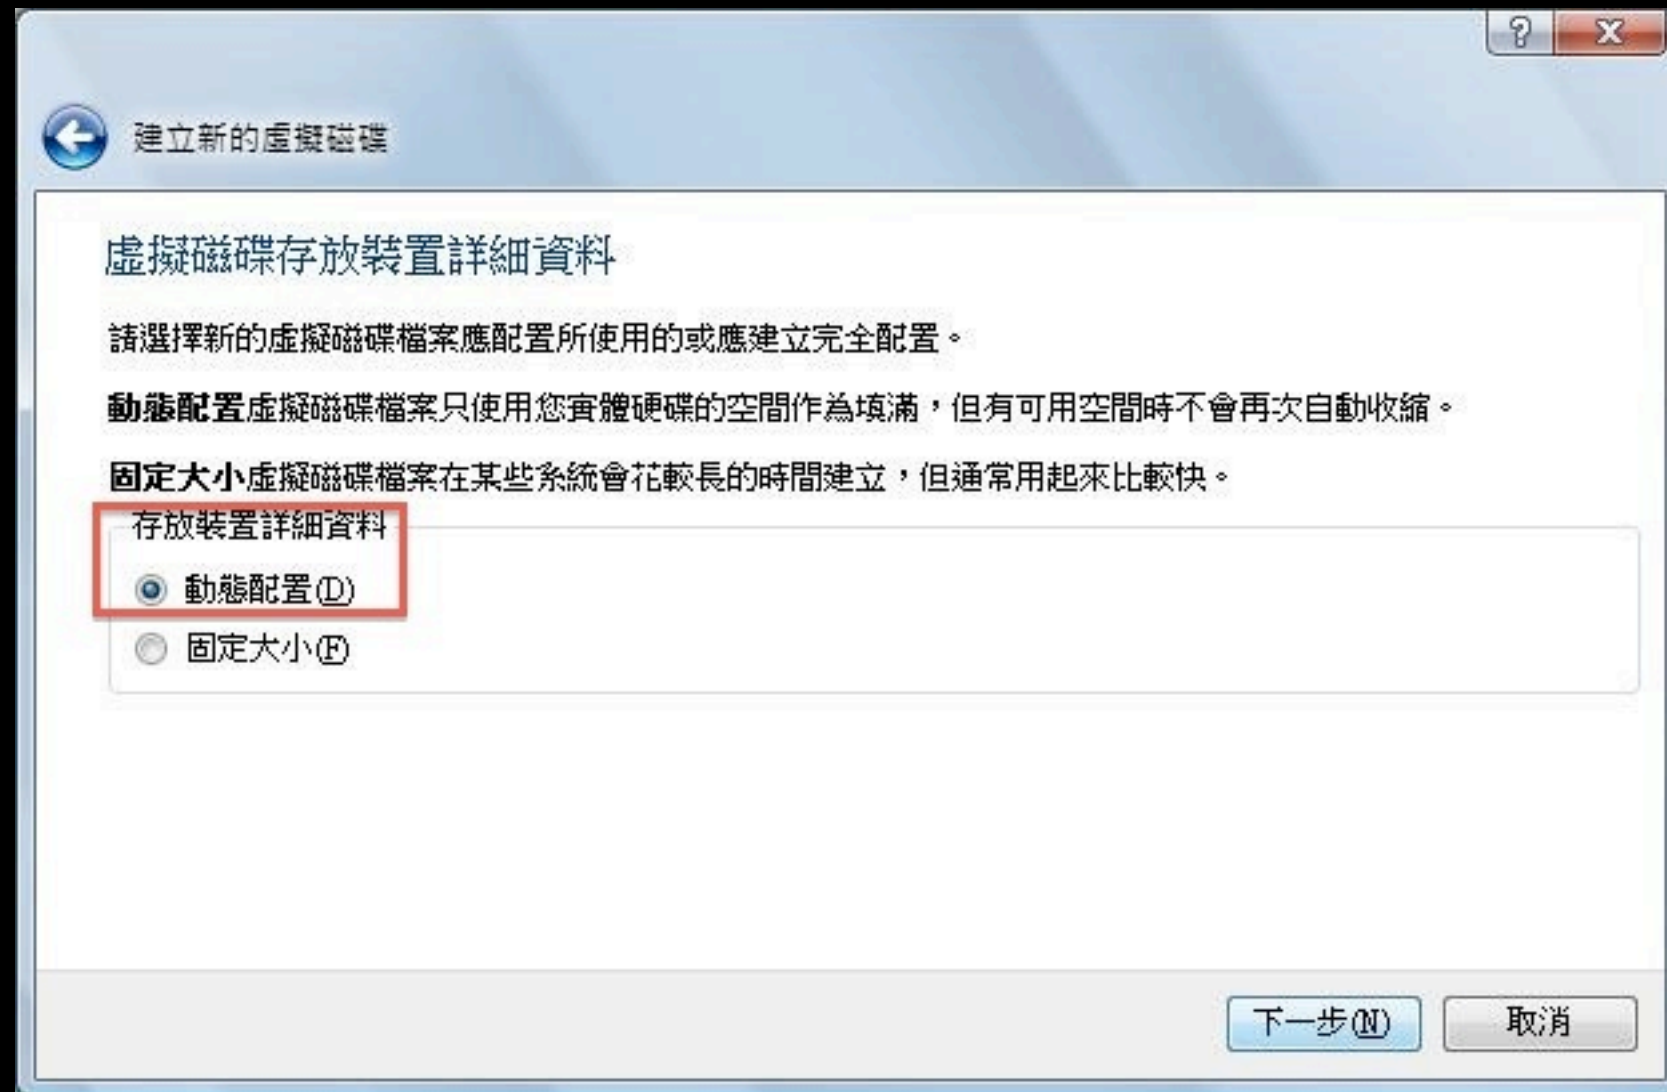 建立新的虛擬磁碟
虛擬磁碟存放裝置詳細資料
請選擇新的虛擬磁碟檔案應配置所使用的或應建立完全配置。
動態配置虛擬磁碟檔案只使用您實體硬碟的空間作為填滿，但有可用空間時不會再次自動收縮。
固定大小虛擬磁碟檔案在某些系統會花較長的時間建立，但通常用起來比較快。
存放裝置詳細資料
動態配置(D)
固定大小(F)
下一步(N) 取消